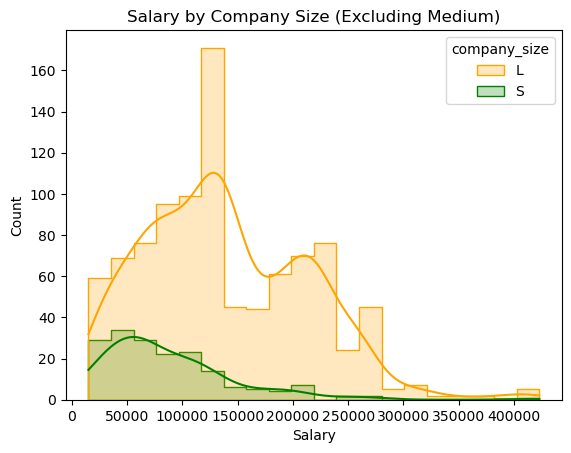 Salary by Company Size (Excluding Medium)
company_size
L
S
160
140
120
100
80
60
40
20
0
Count
0 50000 100000 150000 200000 250000 300000 350000 400000
Salary